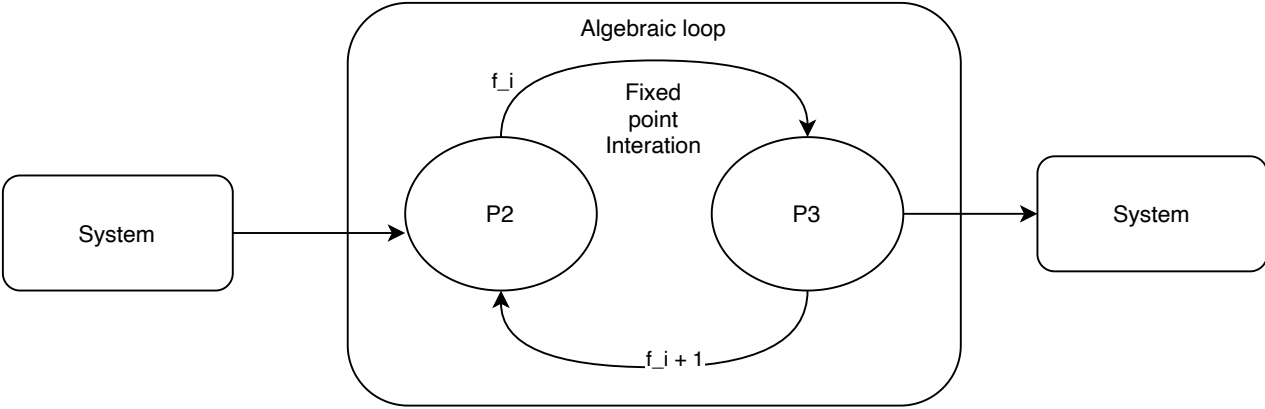 Algebraic loop
f_i
Fixed
point
Interation
System
P2
P3
System
f_i + 1